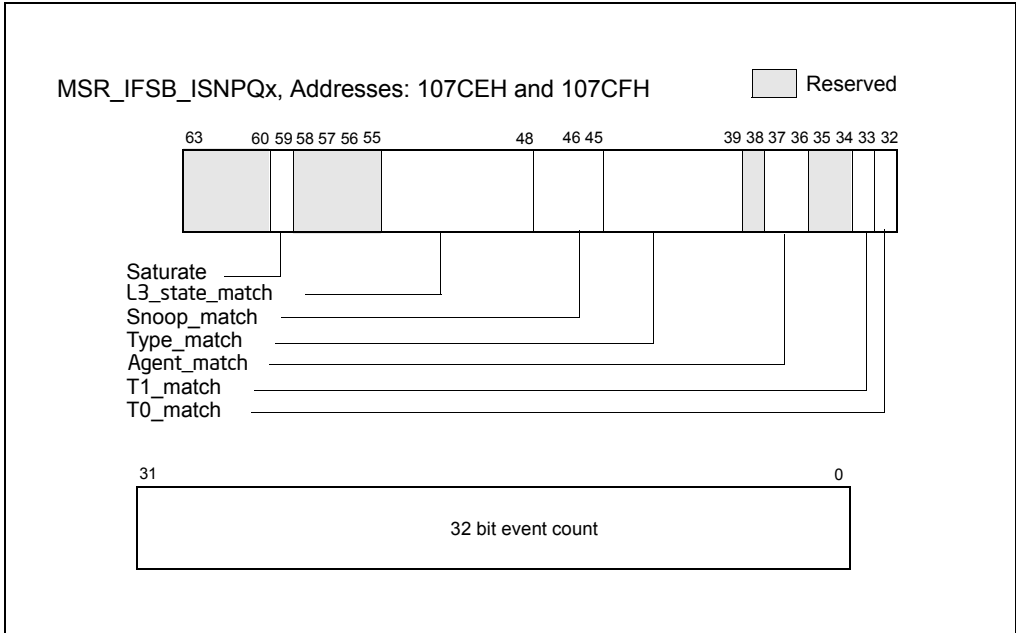 MSR_IFSB_ISNPQx, Addresses: 107CEH and 107CFH
Reserved
63 60 59 58 57 56 55 48 46 45 39 38 37 36 35 34 33 32
Saturate
L3_state_match
Snoop_match
Type_match
Agent_match
T1_match
T0_match
31 0
32 bit event count